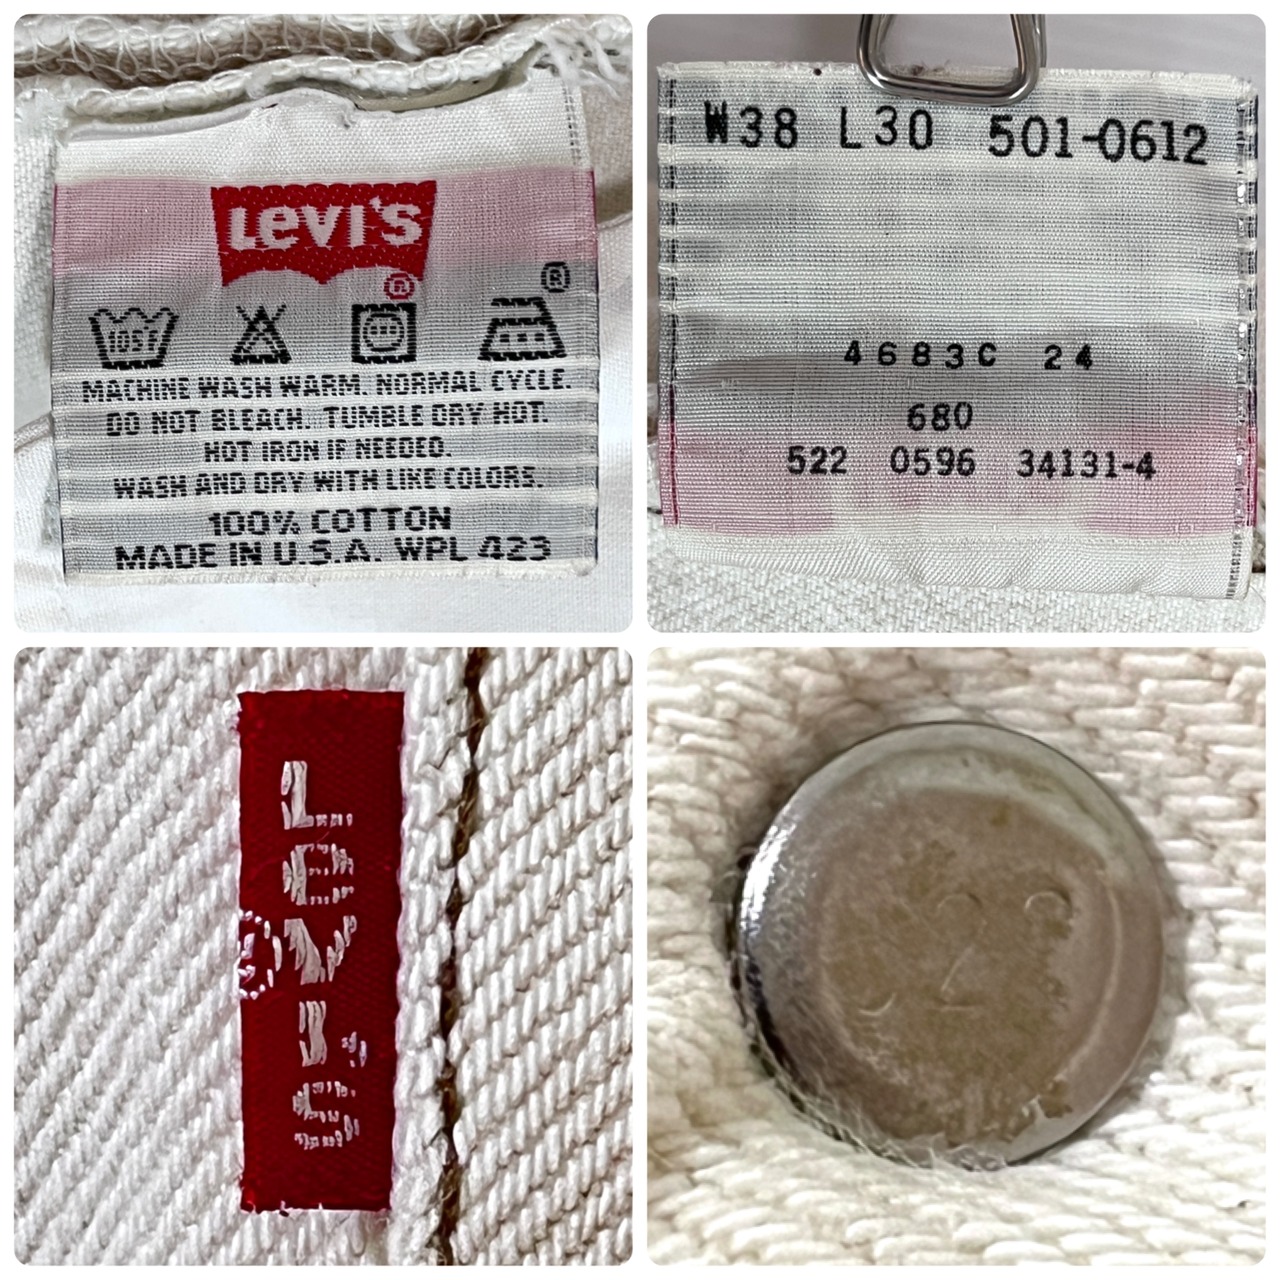 Levi's
®
®
105F
MACHINE WASH WARM. NORMAL CYCLE.
DO NOT BLEACH. TUMBLE DRY HOT.
HOT IRON IF NEEDED.
WASH AND DRY WITH LIKE COLORS.
100% COTTON
MADE IN U.S.A. WPL 423
W38 L30 501-0612
4683C 24
680
522 0596 34131-4
LEVI'S
®